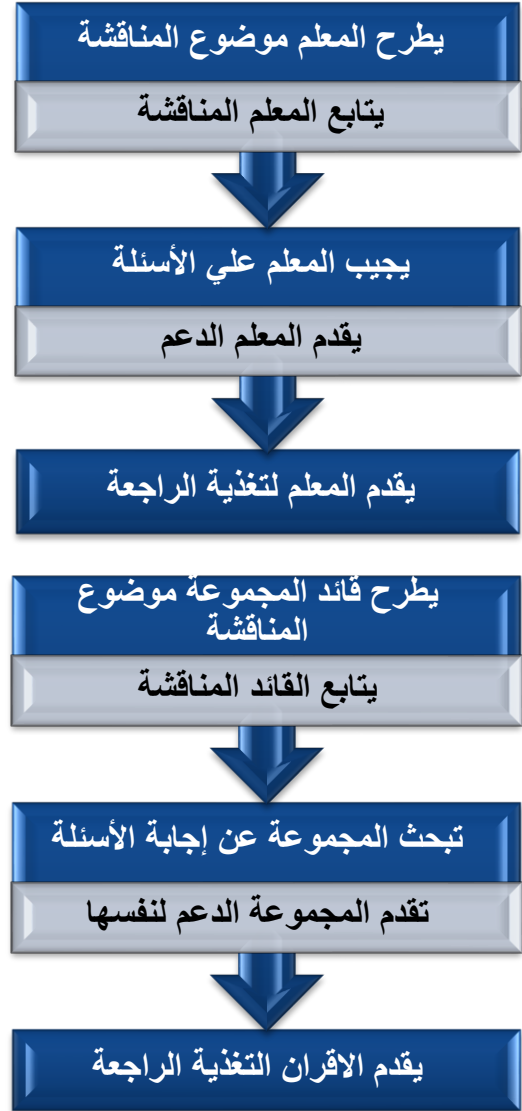 يطرح المعلم موضوع المناقشة
يتابع المعلم المناقشة
يجيب المعلم علي الأسئلة
يقدم المعلم الدعم
يقدم المعلم لتغذية الراجعة
يطرح قائد المجموعة موضوع
المناقشة
يتابع القائد المناقشة
تبحث المجموعة عن إجابة الأسئلة
تقدم المجموعة الدعم لنفسها
يقدم الاقران التغذية الراجعة